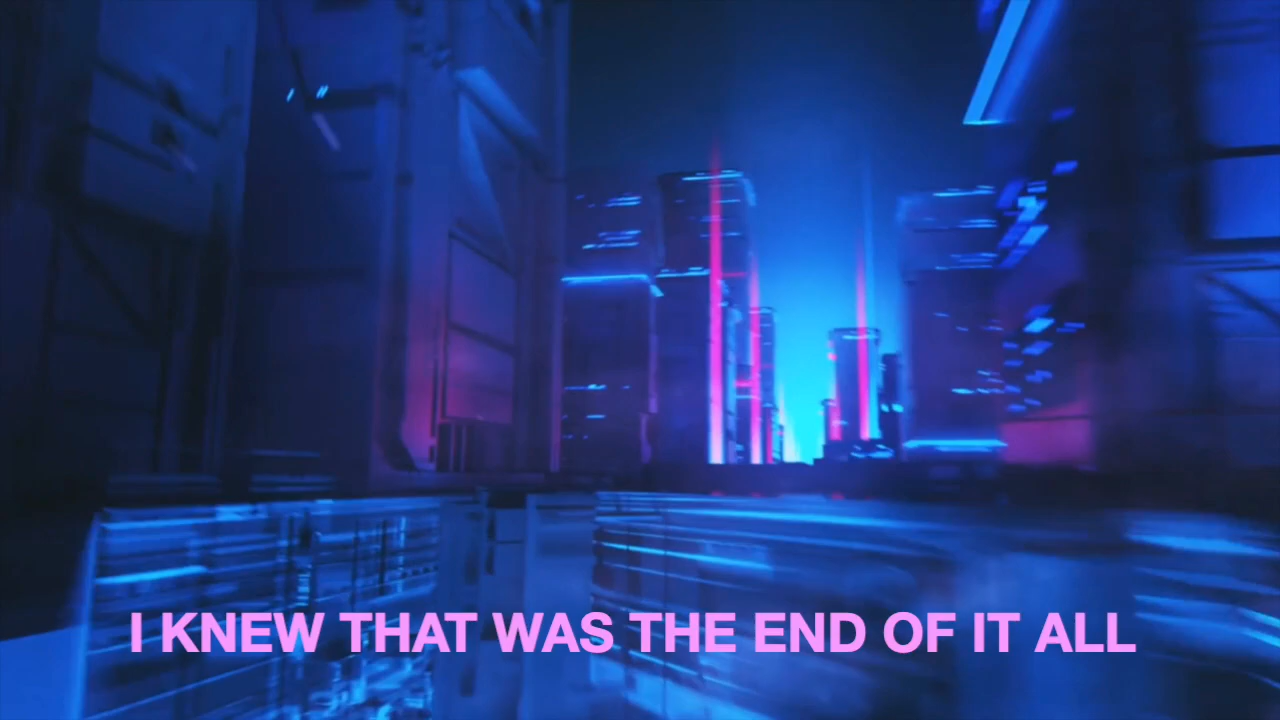 I KNEW THAT WAS THE END OF IT ALL